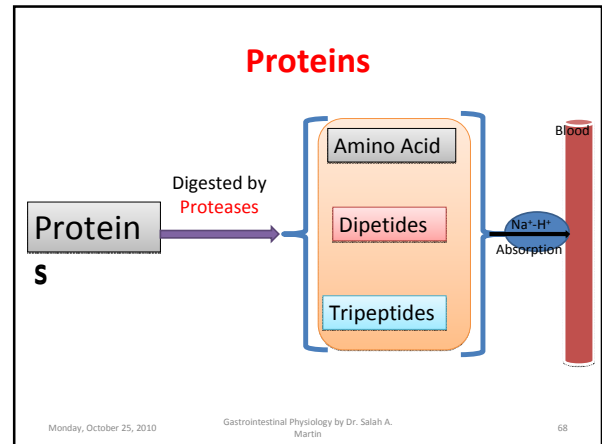 Proteins
Blood
Amino Acid
Digested by
Proteases
Protein
s
Dipetides
Na⁺-H⁺
Absorption
Tripeptides
Monday, October 25, 2010
Gastrointestinal Physiology by Dr. Salah A.
Martin
68